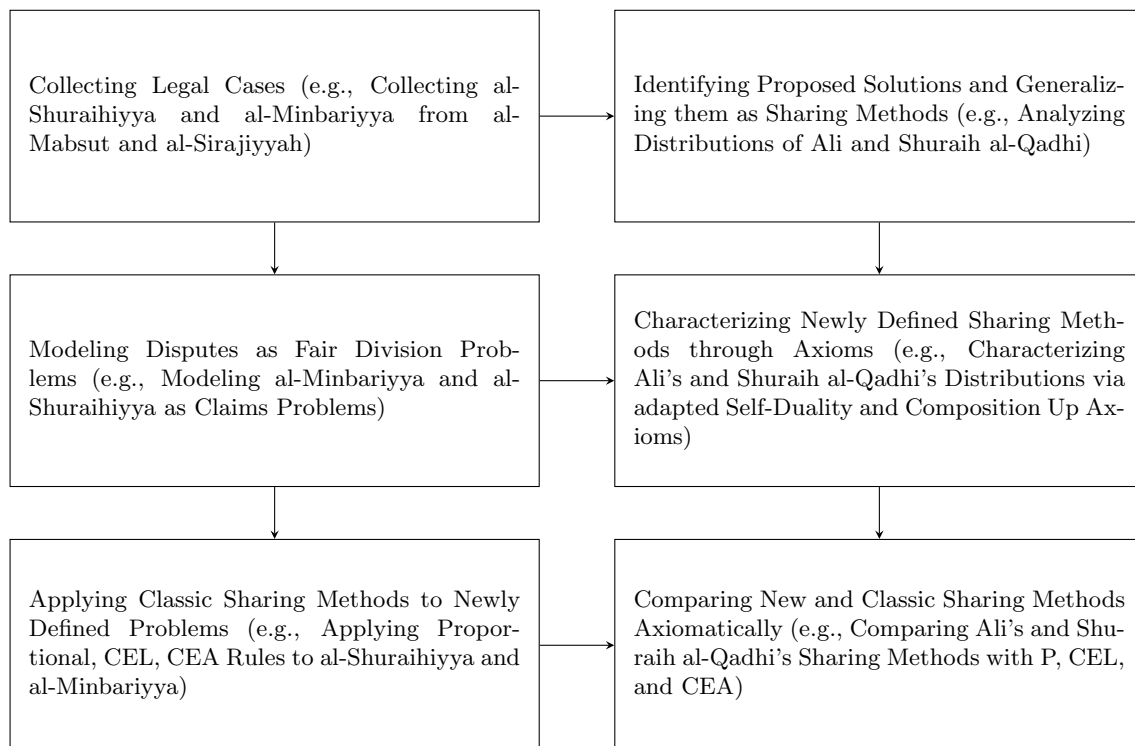 Collecting Legal Cases (e.g., Collecting al-
Shuraihiyya and al-Minbariyya from al-
Mabsut and al-Sirajiyyah)
Identifying Proposed Solutions and Generaliz-
ing them as Sharing Methods (e.g., Analyzing
Distributions of Ali and Shuraih al-Qadhi)
Modeling Disputes as Fair Division Prob-
lems (e.g., Modeling al-Minbariyya and al-
Shuraihiyya as Claims Problems)
Characterizing Newly Defined Sharing Meth-
ods through Axioms (e.g., Characterizing
Ali's and Shuraih al-Qadhi's Distributions via
adapted Self-Duality and Composition Up Ax-
ioms)
Applying Classic Sharing Methods to Newly
Defined Problems (e.g., Applying Propor-
tional, CEL, CEA Rules to al-Shuraihiyya and
al-Minbariyya)
Comparing New and Classic Sharing Methods
Axiomatically (e.g., Comparing Ali's and Shu-
raih al-Qadhi's Sharing Methods with P, CEL,
and CEA)